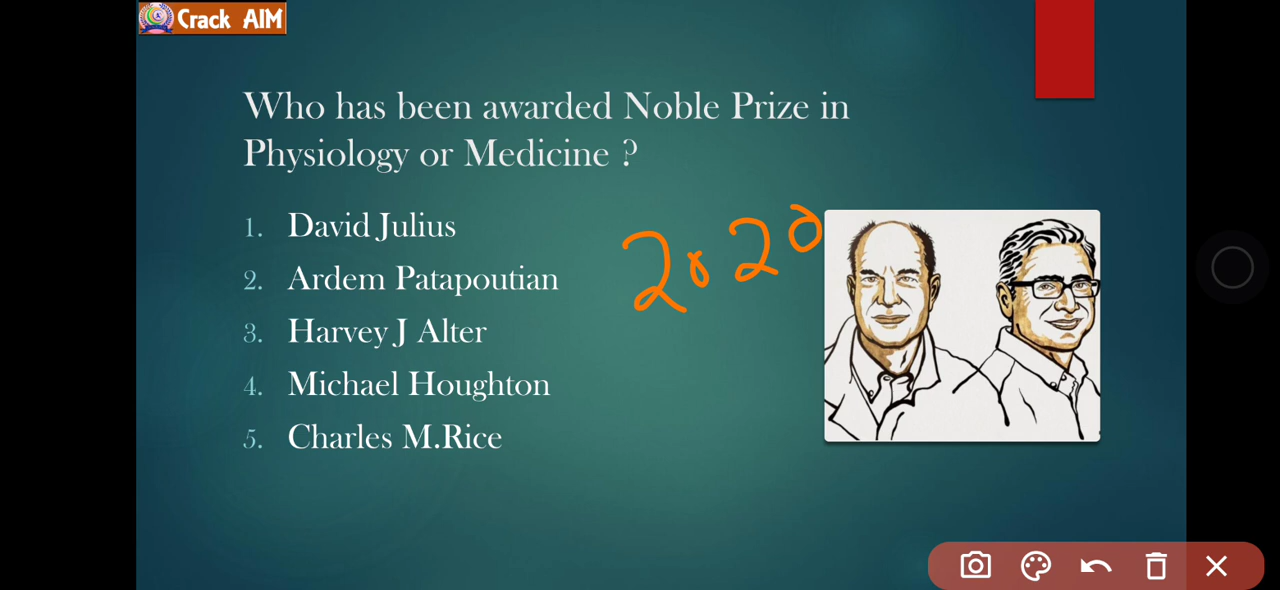 Crack AIM
Who has been awarded Noble Prize in
Physiology or Medicine ?
1. David Julius
2. Ardem Patapoutian
3. Harvey J Alter
4. Michael Houghton
5. Charles M.Rice
2020